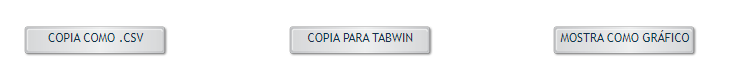 COPIA COMO .CSV
COPIA PARA TABWIN
MOSTRA COMO GRÁFICO